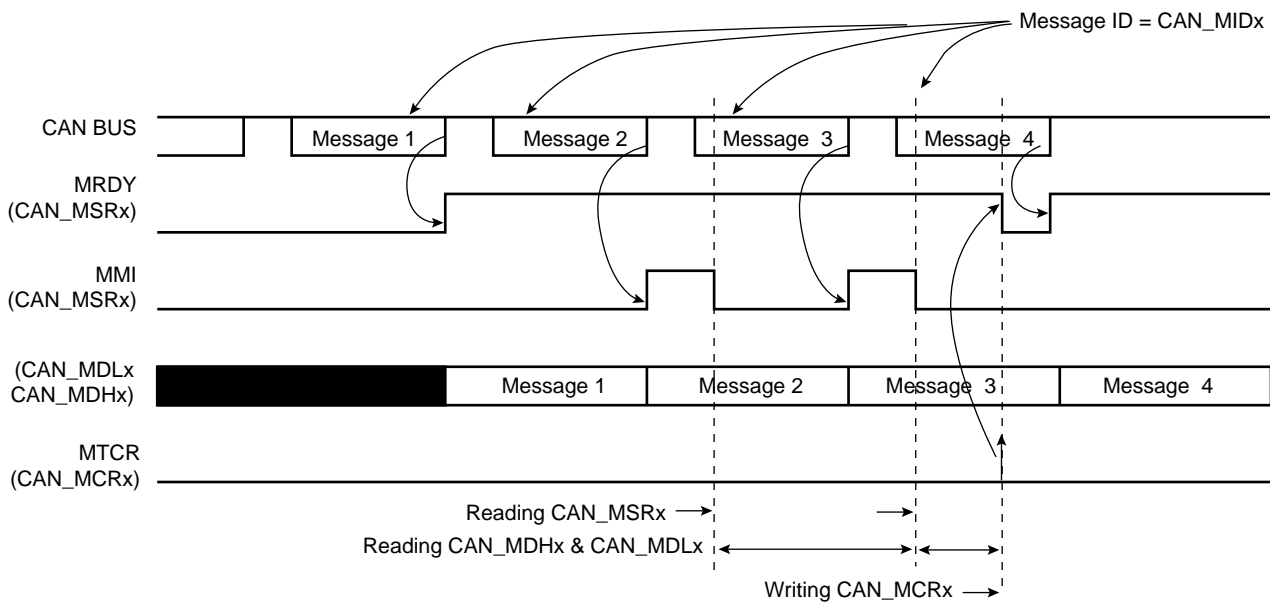 Message ID = CAN_MIDx
CAN BUS
Message 1
Message 2
Message 3
Message 4
MRDY
(CAN_MSRx)
MMI
(CAN_MSRx)
(CAN_MDLx
CAN_MDHx)
Message 1
Message 2
Message 3
Message 4
MTCR
(CAN_MCRx)
Reading CAN_MSRx
Reading CAN_MDHx & CAN_MDLx
Writing CAN_MCRx